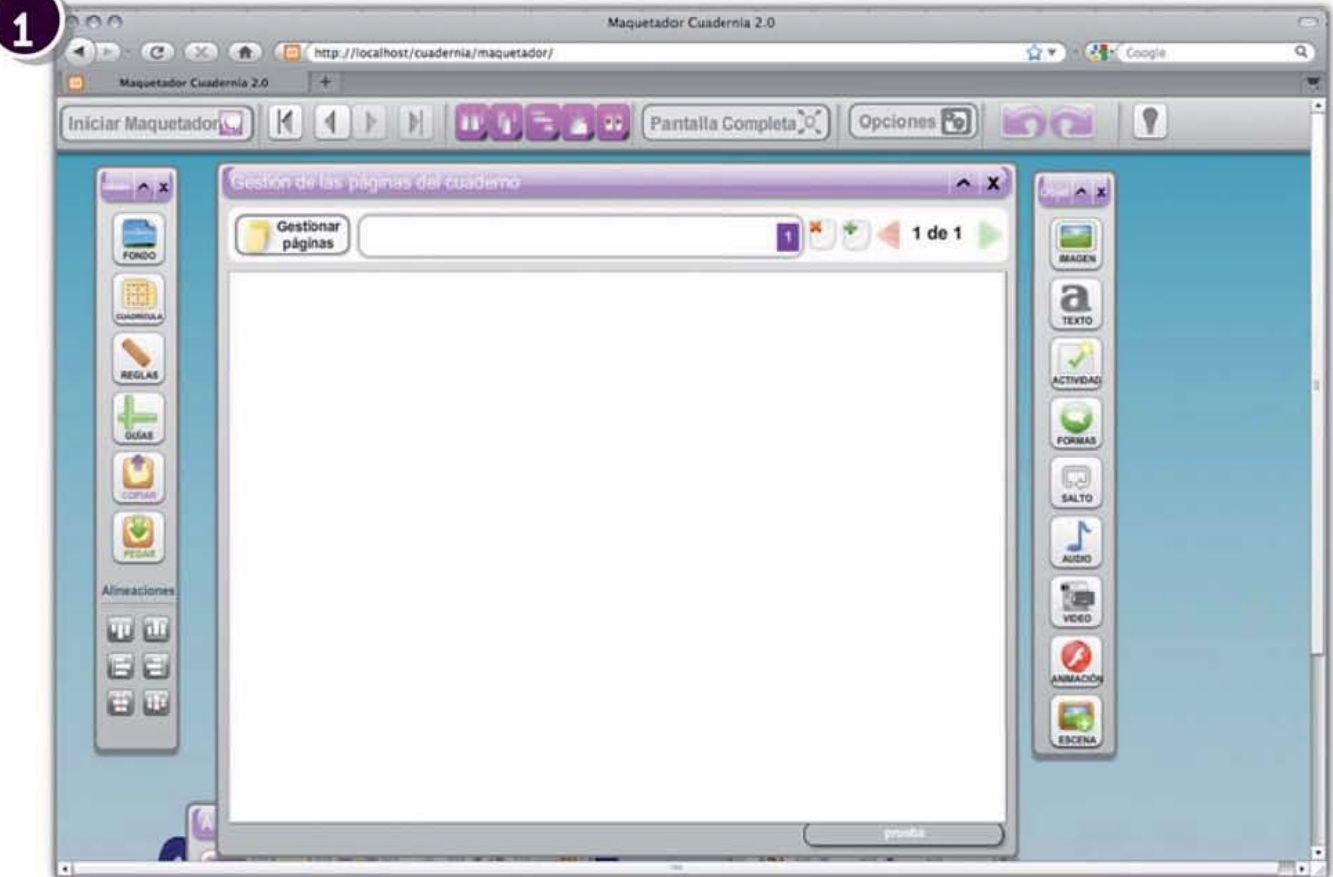 1
Maquetador Cuadernia 2.0
http://localhost/cuadernia/maquetador/
Google
Maquetador Cuadernia 2.0
Iniciar Maquetador
Pantalla Completa
Opciones
Gestión de las páginas del cuaderno
Gestionar
páginas
1
1 de 1
FONDO
CUADRÍCULA
REGLAS
GUÍAS
COPIAR
PEGAR
Alineaciones
IMAGEN
TEXTO
ACTIVIDAD
FORMAS
SALTO
AUDIO
VIDEO
ANIMACIÓN
ESCENA
prueba